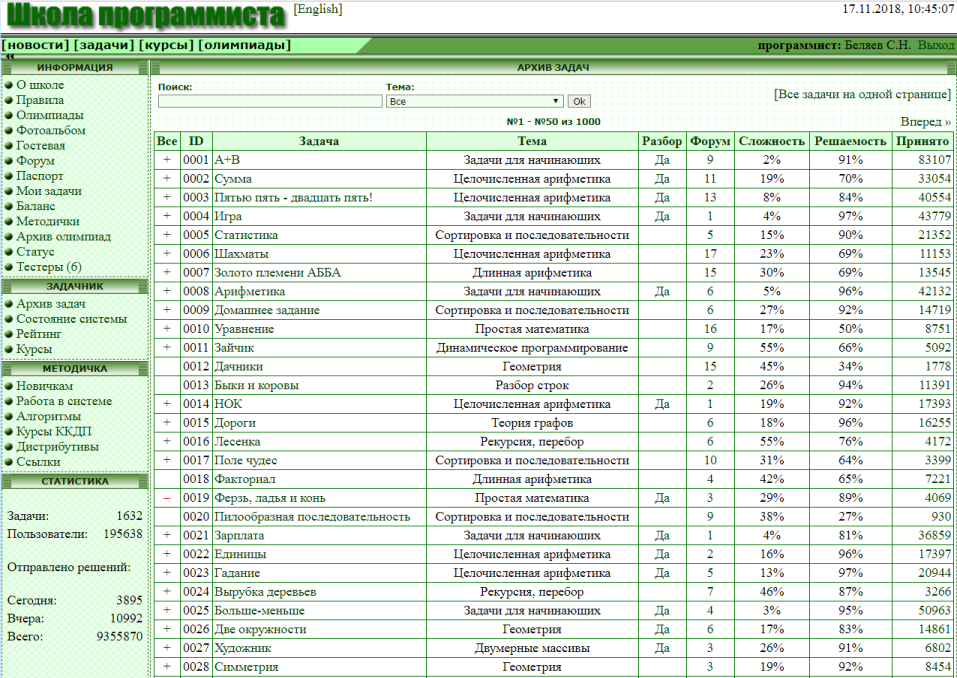 Школа программиста [English] 17.11.2018, 10:45:07
[новости] [задачи] [курсы] [олимпиады] программист: Беляев С.Н. Выход
ИНФОРМАЦИЯ
О школе
Правила
Олимпиады
Фотоальбом
Гостевая
Форум
Паспорт
Мои задачи
Баланс
Методички
Архив олимпиад
Статус
Тестеры (6)
ЗАДАЧНИК
Архив задач
Состояние системы
Рейтинг
Курсы
МЕТОДИЧКА
Новичкам
Работа в системе
Алгоритмы
Курсы ККДП
Дистрибутивы
Ссылки
СТАТИСТИКА
Задачи: 1632
Пользователи: 195638
Отправлено решений:
Сегодня: 3895
Вчера: 10992
Всего: 9355870
АРХИВ ЗАДАЧ
Поиск: Тема:
Все Ok [Все задачи на одной странице]
№1 - №50 из 1000 Вперед »
Все ID Задача Тема Разбор Форум Сложность Решаемость Принято
+ 0001 A+B Задачи для начинающих Да 9 2% 91% 83107
+ 0002 Сумма Целочисленная арифметика Да 11 19% 70% 33054
+ 0003 Пятью пять - двадцать пять! Целочисленная арифметика Да 13 8% 84% 40554
+ 0004 Игра Задачи для начинающих Да 1 4% 97% 43779
+ 0005 Статистика Сортировка и последовательности 5 15% 90% 21352
+ 0006 Шахматы Целочисленная арифметика 17 23% 69% 11153
+ 0007 Золото племени АББА Длинная арифметика 15 30% 69% 13545
+ 0008 Арифметика Задачи для начинающих Да 6 5% 96% 42132
+ 0009 Домашнее задание Сортировка и последовательности 6 27% 92% 14719
+ 0010 Уравнение Простая математика 16 17% 50% 8751
+ 0011 Зайчик Динамическое программирование 9 55% 66% 5092
0012 Дачники Геометрия 15 45% 34% 1778
0013 Быки и коровы Разбор строк 2 26% 94% 11391
+ 0014 НОК Целочисленная арифметика Да 1 19% 92% 17393
+ 0015 Дороги Теория графов 6 18% 96% 16255
+ 0016 Лесенка Рекурсия, перебор 6 55% 76% 4172
+ 0017 Поле чудес Сортировка и последовательности 10 31% 64% 3399
0018 Факториал Длинная арифметика 4 42% 65% 7221
– 0019 Ферзь, ладья и конь Простая математика Да 3 29% 89% 4069
0020 Пилообразная последовательность Сортировка и последовательности 9 38% 27% 930
+ 0021 Зарплата Задачи для начинающих Да 1 4% 81% 36859
+ 0022 Единицы Целочисленная арифметика Да 2 16% 96% 17397
+ 0023 Гадание Целочисленная арифметика Да 5 13% 97% 20944
+ 0024 Вырубка деревьев Рекурсия, перебор 7 46% 87% 3266
+ 0025 Больше-меньше Задачи для начинающих Да 4 3% 95% 50963
+ 0026 Две окружности Геометрия Да 6 17% 83% 14861
+ 0027 Художник Двумерные массивы Да 3 26% 91% 6802
+ 0028 Симметрия Геометрия 3 19% 92% 8454